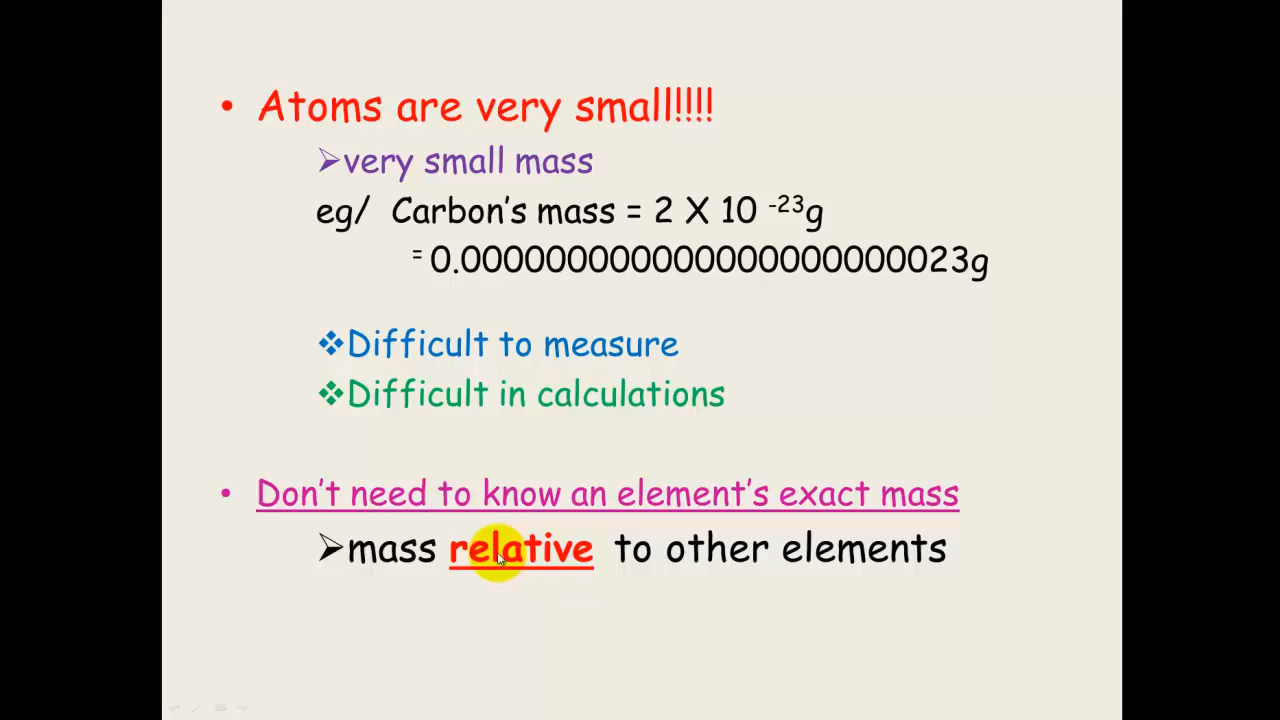 • Atoms are very small!!!!
➢very small mass
eg/ Carbon's mass = 2 X 10 ⁻²³g
= 0.000000000000000000000023g
❖Difficult to measure
❖Difficult in calculations
• Don't need to know an element's exact mass
➢mass relative to other elements